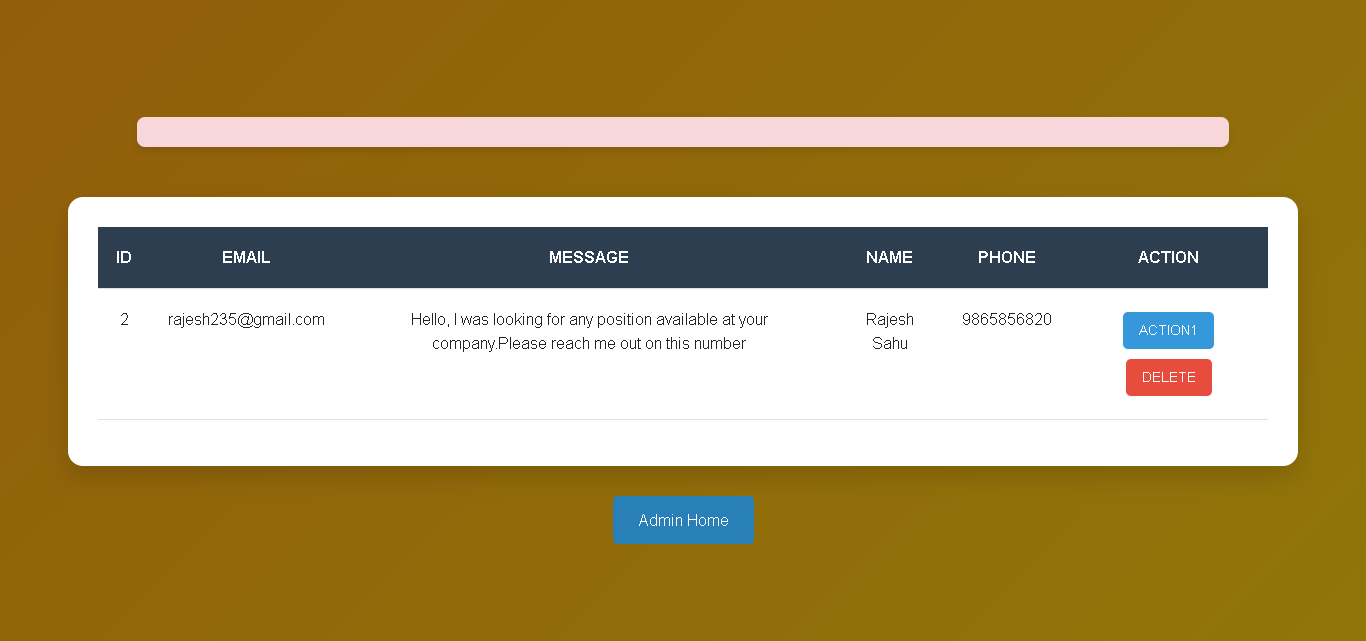 ID EMAIL MESSAGE NAME PHONE ACTION
2 rajesh235@gmail.com Hello, I was looking for any position available at your Rajesh 9865856820 ACTION1
company.Please reach me out on this number Sahu
DELETE
Admin Home